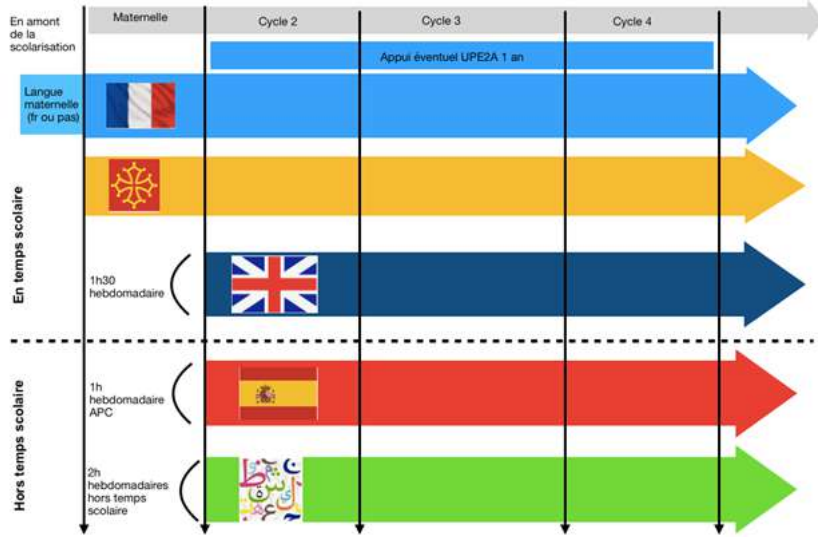 En amont
de la
scolarisation
Maternelle
Cycle 2
Cycle 3
Cycle 4
Appui éventuel UPE2A 1 an
Langue
maternelle
(fr ou pas)
En temps scolaire
1h30
hebdomadaire
Hors temps scolaire
1h
hebdomadaire
APC
2h
hebdomadaires
hors temps
scolaire